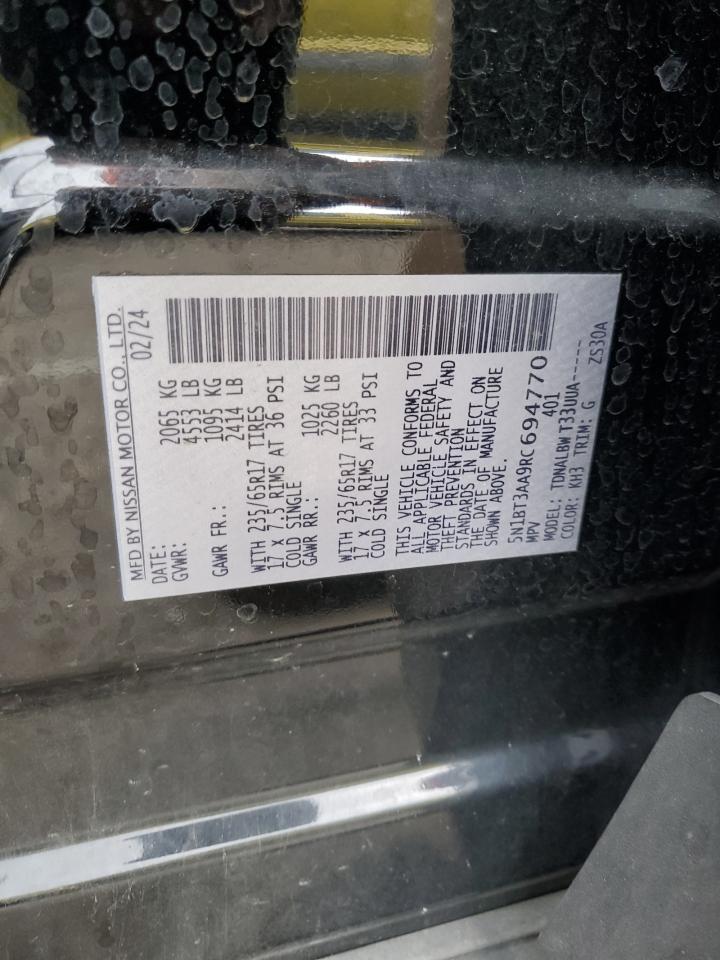 MFD BY NISSAN MOTOR CO., LTD.
DATE: 02/24
GVWR: 2065 KG
4553 LB
GAWR FR.: 1095 KG
2414 LB
WITH 235/65R17 TIRES
17 X 7.5 RIMS AT 36 PSI
COLD SINGLE
GAWR RR.: 1025 KG
2260 LB
WITH 235/65R17 TIRES
17 X 7.5 RIMS AT 33 PSI
COLD SINGLE
THIS VEHICLE CONFORMS TO
ALL APPLICABLE FEDERAL
MOTOR VEHICLE SAFETY AND
THEFT PREVENTION
STANDARDS IN EFFECT ON
THE DATE OF MANUFACTURE
SHOWN ABOVE.
5N1BT3AA9RC694770
MPV 401
MODEL: TDNALBW T33UUA-----
COLOR: KH3 TRIM: G ZS30A